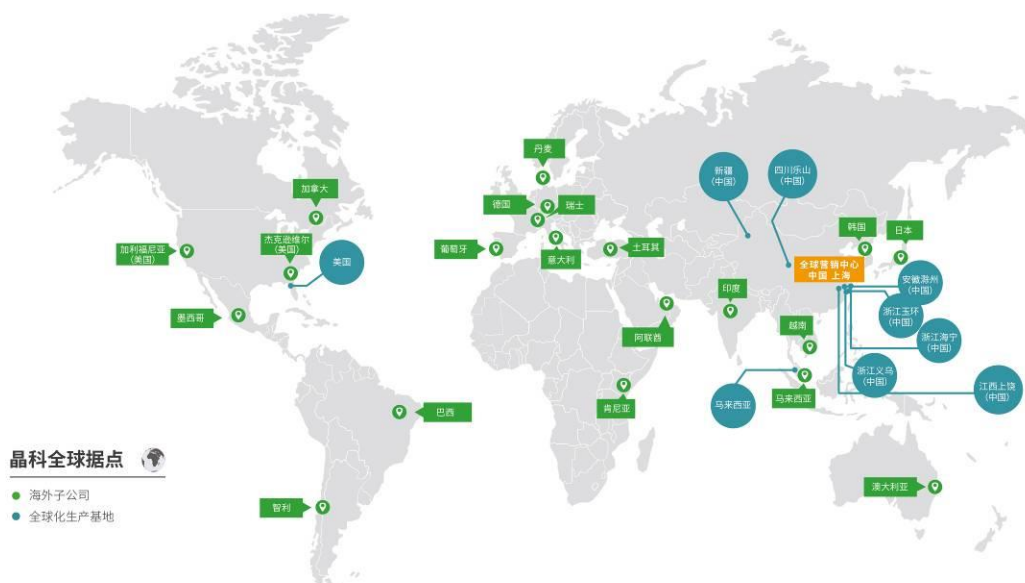 丹麦
新疆
(中国)
四川乐山
(中国)
加拿大
德国
瑞士
韩国
日本
加利福尼亚
(美国)
杰克逊维尔
(美国)
美国
葡萄牙
意大利
土耳其
全球营销中心
中国 上海
安徽滁州
(中国)
印度
浙江玉环
(中国)
墨西哥
阿联酋
越南
浙江海宁
(中国)
浙江义乌
(中国)
江西上饶
(中国)
马来西亚
马来西亚
肯尼亚
巴西
晶科全球据点
海外子公司
全球化生产基地
智利
澳大利亚